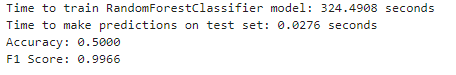 Time to train RandomForestClassifier model: 324.4908 seconds
Time to make predictions on test set: 0.0276 seconds
Accuracy: 0.5000
F1 Score: 0.9966